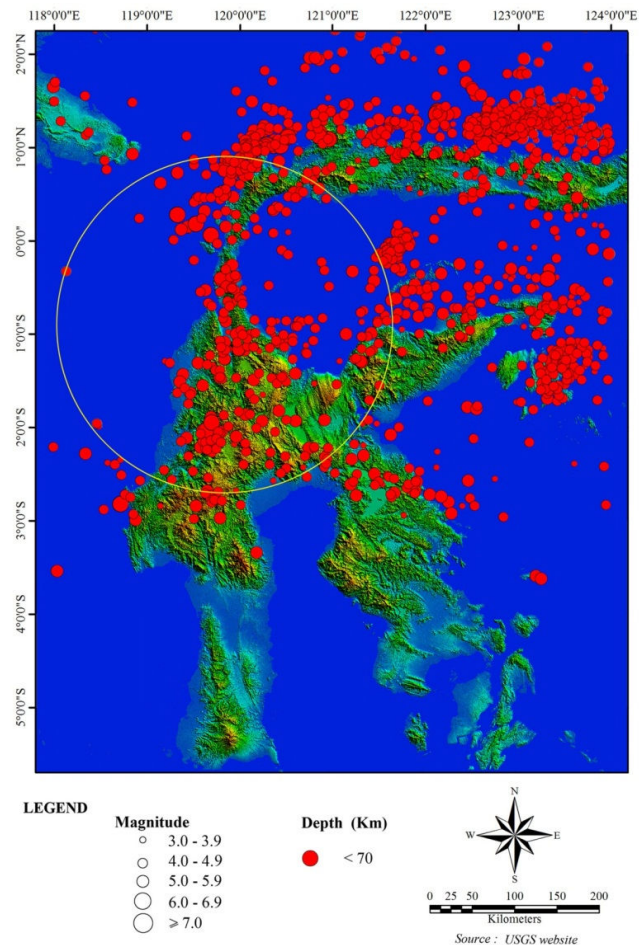 118°0'0"E 119°0'0"E 120°0'0"E 121°0'0"E 122°0'0"E 123°0'0"E 124°0'0"E
2°0'0"N
1°0'0"N
0°0'0"
1°0'0"S
2°0'0"S
3°0'0"S
4°0'0"S
5°0'0"S
LEGEND
Magnitude
3.0 - 3.9
4.0 - 4.9
5.0 - 5.9
6.0 - 6.9
⩾ 7.0
Depth (Km)
< 70
N
W E
S
0 25 50 100 150 200
Kilometers
Source : USGS website